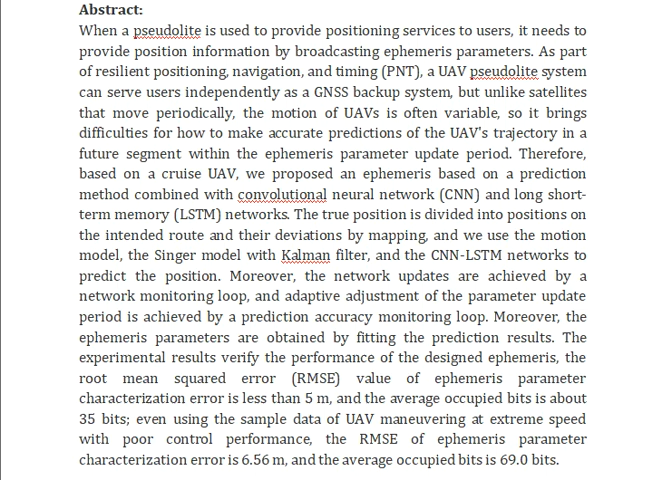 Abstract:
When a pseudolite is used to provide positioning services to users, it needs to
provide position information by broadcasting ephemeris parameters. As part
of resilient positioning, navigation, and timing (PNT), a UAV pseudolite system
can serve users independently as a GNSS backup system, but unlike satellites
that move periodically, the motion of UAVs is often variable, so it brings
difficulties for how to make accurate predictions of the UAV's trajectory in a
future segment within the ephemeris parameter update period. Therefore,
based on a cruise UAV, we proposed an ephemeris based on a prediction
method combined with convolutional neural network (CNN) and long short-
term memory (LSTM) networks. The true position is divided into positions on
the intended route and their deviations by mapping, and we use the motion
model, the Singer model with Kalman filter, and the CNN-LSTM networks to
predict the position. Moreover, the network updates are achieved by a
network monitoring loop, and adaptive adjustment of the parameter update
period is achieved by a prediction accuracy monitoring loop. Moreover, the
ephemeris parameters are obtained by fitting the prediction results. The
experimental results verify the performance of the designed ephemeris, the
root mean squared error (RMSE) value of ephemeris parameter
characterization error is less than 5 m, and the average occupied bits is about
35 bits; even using the sample data of UAV maneuvering at extreme speed
with poor control performance, the RMSE of ephemeris parameter
characterization error is 6.56 m, and the average occupied bits is 69.0 bits.